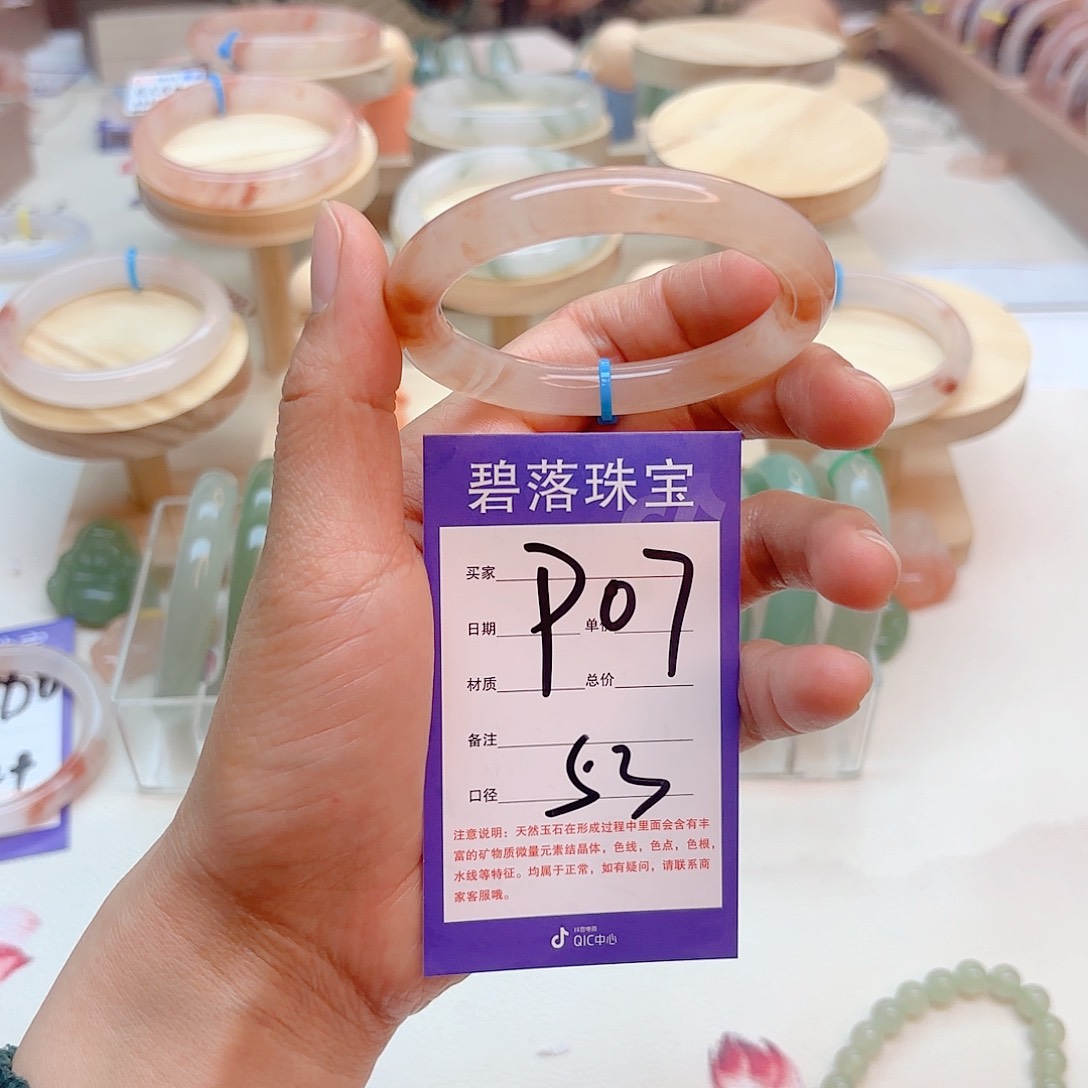 碧落珠宝
买家
P07
日期 单
材质 总价
备注
53
口径
注意说明：天然玉石在形成过程中里面会含有丰
富的矿物质微量元素结晶体，色线，色点，色根，
水线等特征。均属于正常，如有疑问，请联系商
家客服哦。
抖音电商
QIC中心